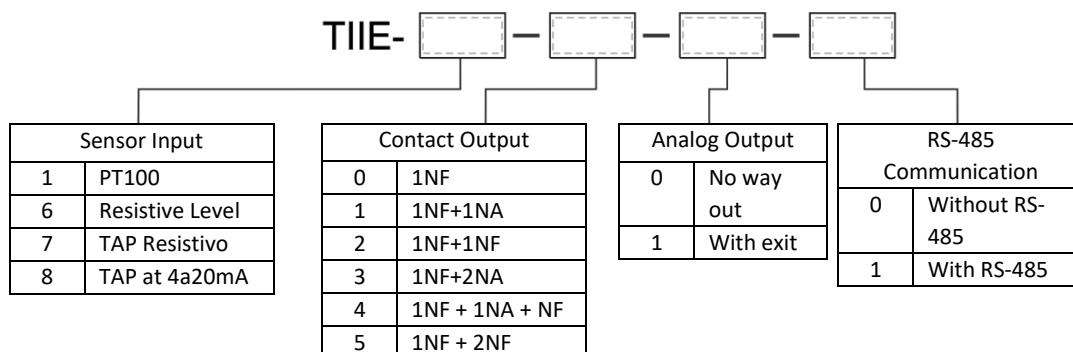 TIIE-
Sensor Input
1 PT100
6 Resistive Level
7 TAP Resistivo
8 TAP at 4a20mA
Contact Output
0 1NF
1 1NF+1NA
2 1NF+1NF
3 1NF+2NA
4 1NF + 1NA + NF
5 1NF + 2NF
Analog Output
0 No way
out
1 With exit
RS-485
Communication
0 Without RS-
485
1 With RS-485